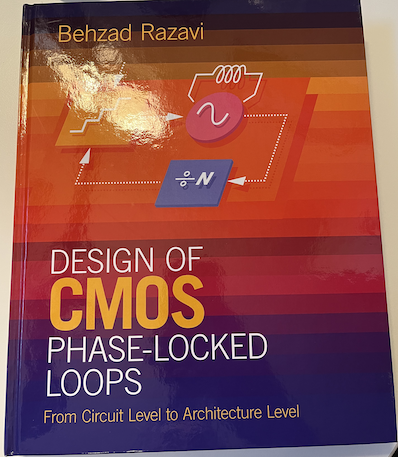 Behzad Razavi
÷N
DESIGN OF
CMOS
PHASE-LOCKED
LOOPS
From Circuit Level to Architecture Level